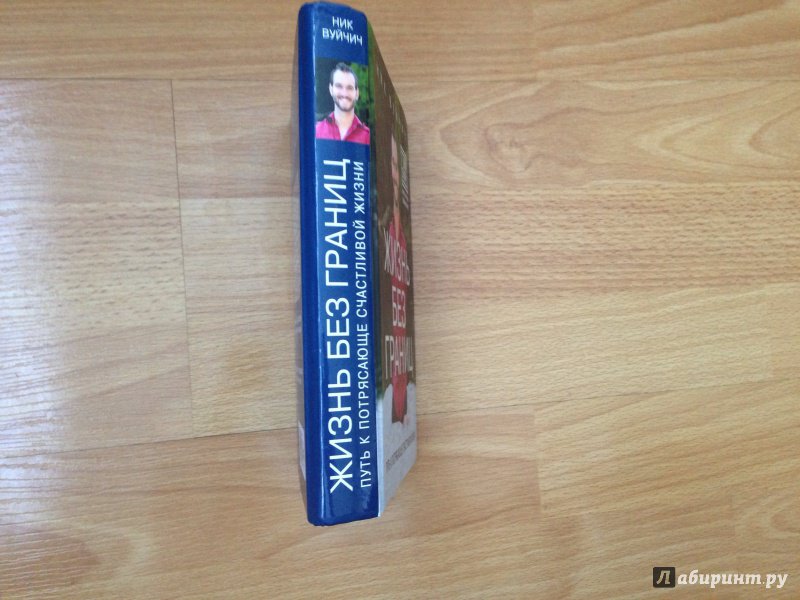 НИК
ВУЙЧИЧ
ЖИЗНЬ БЕЗ ГРАНИЦ
ПУТЬ К ПОТРЯСАЮЩЕ СЧАСТЛИВОЙ ЖИЗНИ
ЖИЗНЬ
БЕЗ
ГРАНИЦ
Лабиринт.ру